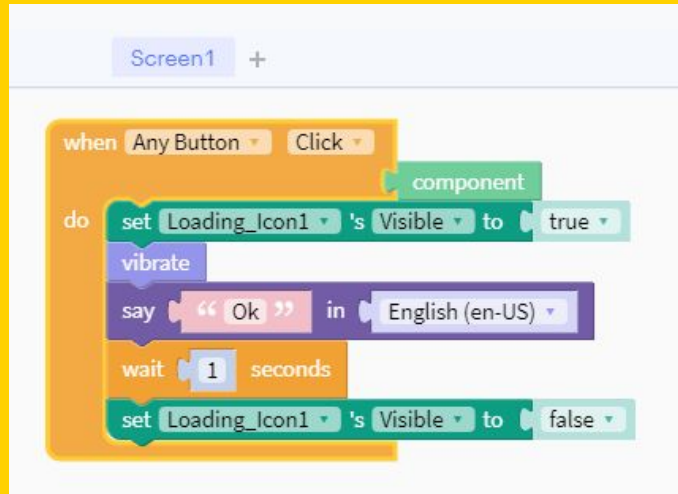 Screen1 +
when Any Button Click
component
do set Loading_Icon1 's Visible to true
vibrate
say “ Ok ” in English (en-US)
wait 1 seconds
set Loading_Icon1 's Visible to false